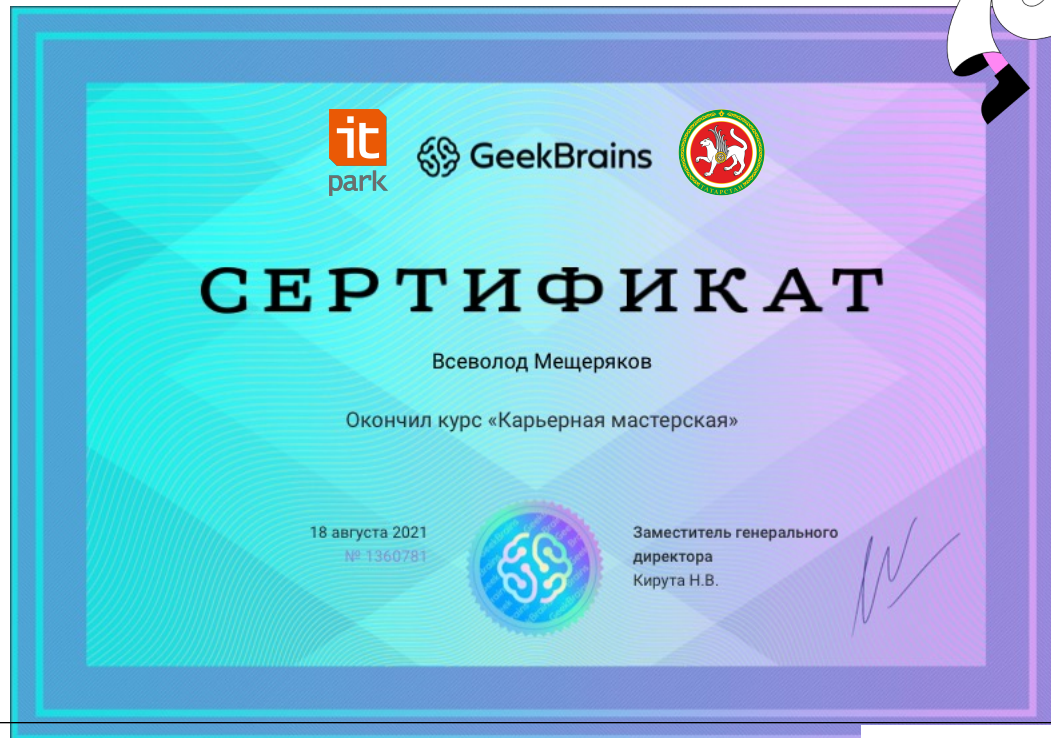 it
park
GeekBrains
ТАТАРСТАН
СЕРТИФИКАТ
Всеволод Мещеряков
Окончил курс «Карьерная мастерская»
18 августа 2021
№ 1360781
Заместитель генерального
директора
Кирута Н.В.